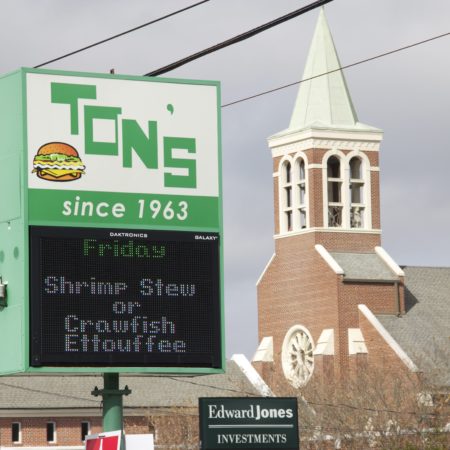 TON'S
since 1963
DAKTRONICS GALAXY
Friday
Shrimp Stew
or
Crawfish
Ettouffee
Edward Jones
INVESTMENTS